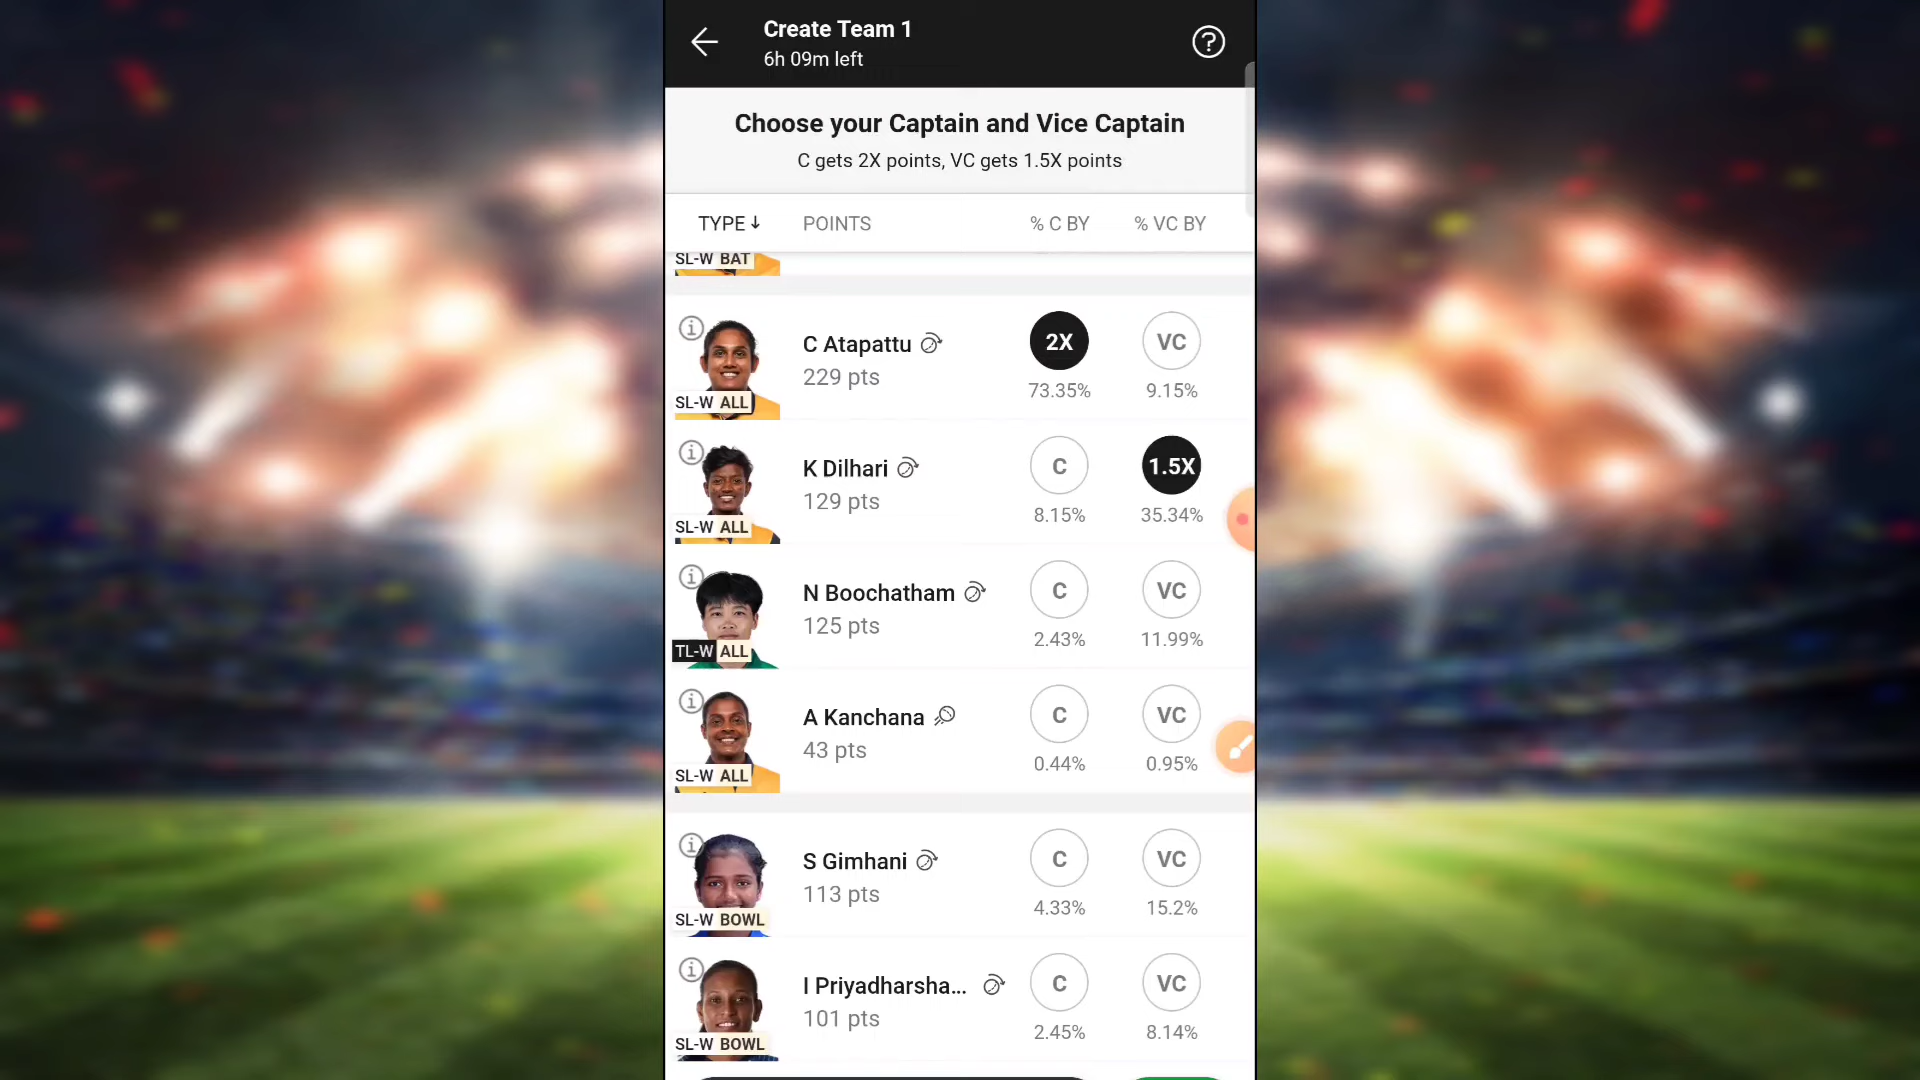 Create Team 1
6h 09m left
Choose your Captain and Vice Captain
C gets 2X points, VC gets 1.5X points
TYPE POINTS % C BY % VC BY
SL-W BAT
C Atapattu 2X VC
229 pts 73.35% 9.15%
SL-W ALL
K Dilhari C 1.5X
129 pts 8.15% 35.34%
SL-W ALL
N Boochatham C VC
125 pts 2.43% 11.99%
TL-W ALL
A Kanchana C VC
43 pts 0.44% 0.95%
SL-W ALL
S Gimhani C VC
113 pts 4.33% 15.2%
SL-W BOWL
I Priyadharsha... C VC
101 pts 2.45% 8.14%
SL-W BOWL